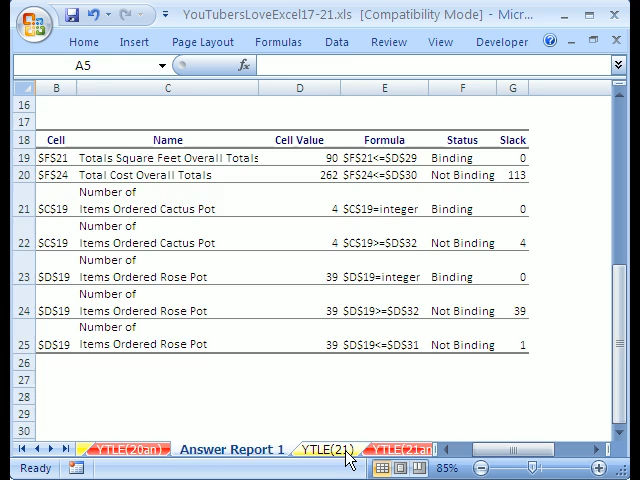 YouTubersLoveExcel17-21.xls [Compatibility Mode] - Micr...
Home Insert Page Layout Formulas Data Review View Developer
A5 fx
B C D E F G
16
17
18 Cell Name Cell Value Formula Status Slack
19 $F$21 Totals Square Feet Overall Totals 90 $F$21<=$D$29 Binding 0
20 $F$24 Total Cost Overall Totals 262 $F$24<=$D$30 Not Binding 113
Number of
21 $C$19 Items Ordered Cactus Pot 4 $C$19=integer Binding 0
Number of
22 $C$19 Items Ordered Cactus Pot 4 $C$19>=$D$32 Not Binding 4
Number of
23 $D$19 Items Ordered Rose Pot 39 $D$19=integer Binding 0
Number of
24 $D$19 Items Ordered Rose Pot 39 $D$19>=$D$32 Not Binding 39
Number of
25 $D$19 Items Ordered Rose Pot 39 $D$19<=$D$31 Not Binding 1
26
27
28
29
30
YTLE(20an) Answer Report 1 YTLE(21) YTLE(21an
Ready 85%